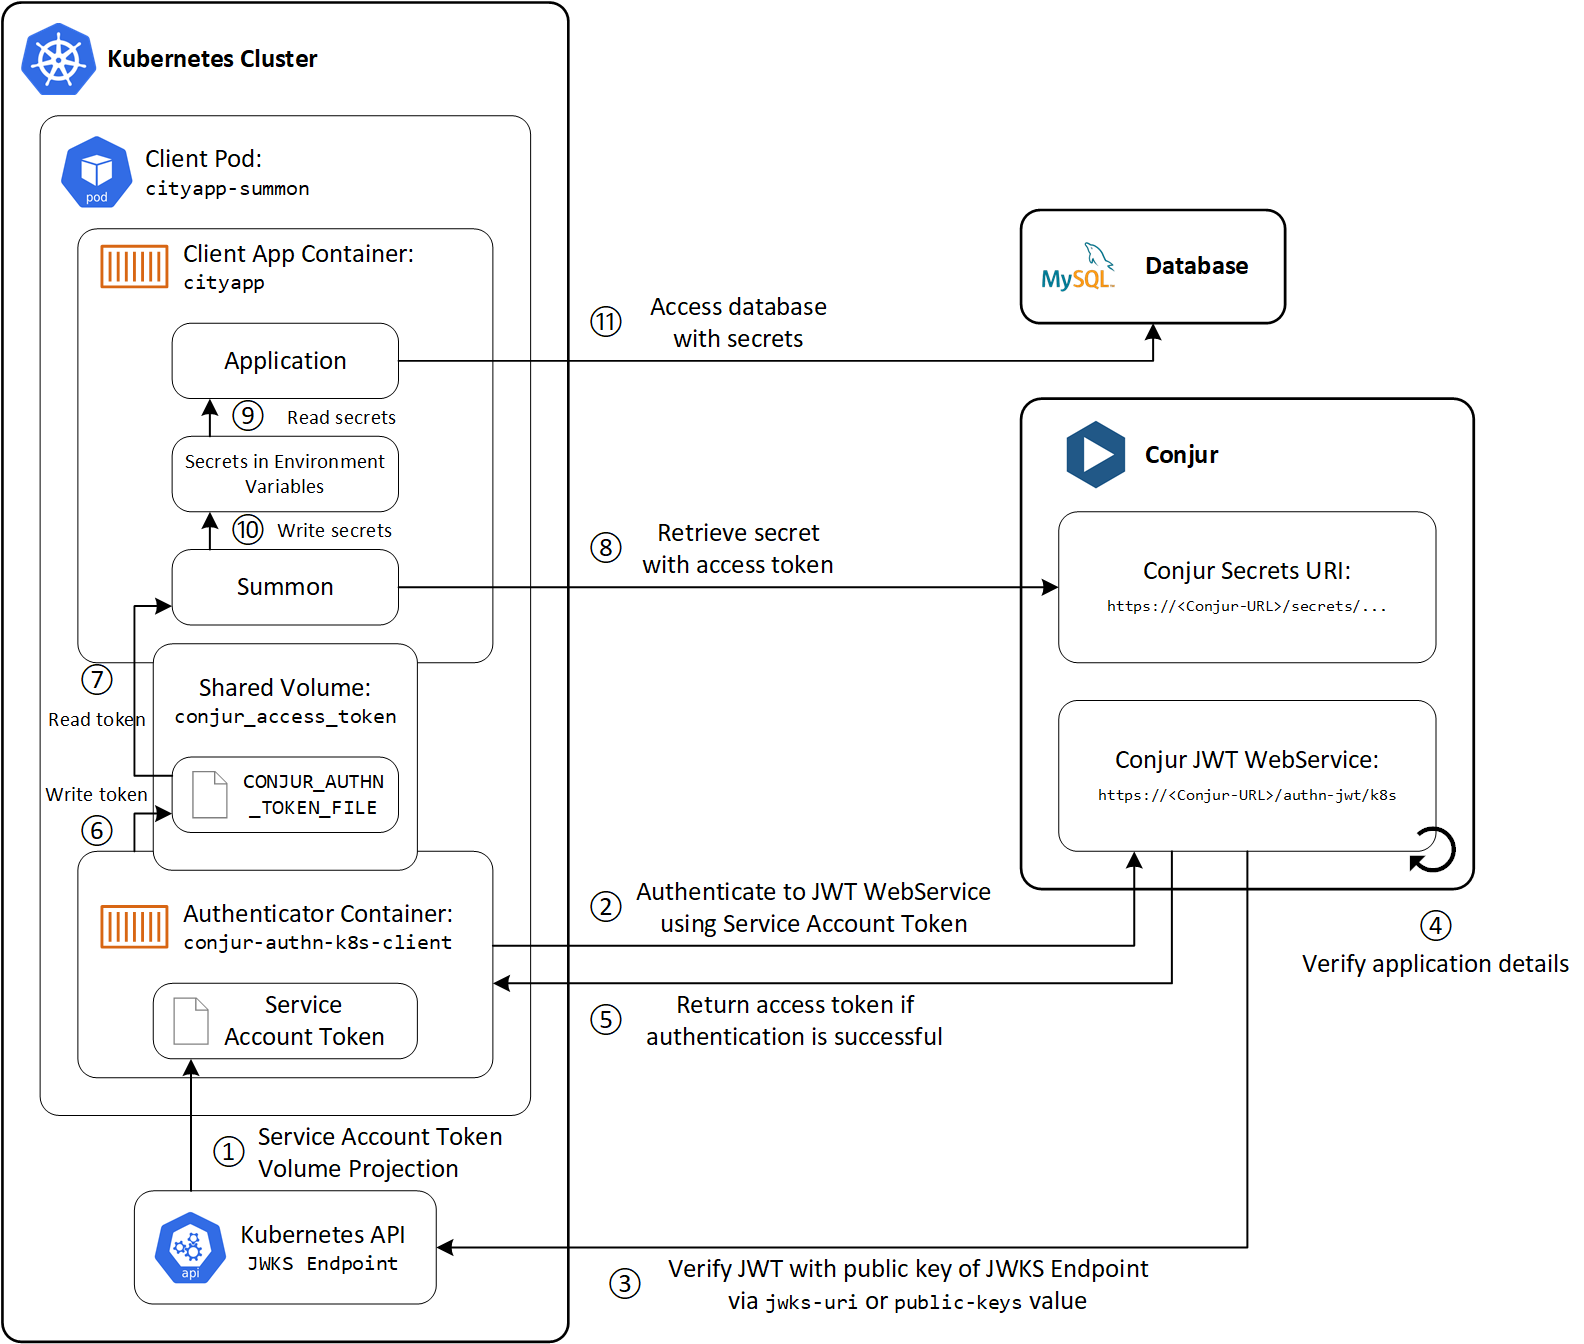 Kubernetes Cluster
pod
Client Pod:
cityapp-summon
Client App Container:
cityapp
Application
⑨ Read secrets
Secrets in Environment
Variables
⑩ Write secrets
Summon
⑦
Read token
Shared Volume:
conjur_access_token
CONJUR_AUTHN
_TOKEN_FILE
Write token
⑥
Authenticator Container:
conjur-authn-k8s-client
Service
Account Token
① Service Account Token
Volume Projection
api
Kubernetes API
JWKS Endpoint
⑪ Access database
with secrets
MySQL™
Database
⑧ Retrieve secret
with access token
Conjur
Conjur Secrets URI:
https://<Conjur-URL>/secrets/...
Conjur JWT WebService:
https://<Conjur-URL>/authn-jwt/k8s
② Authenticate to JWT WebService
using Service Account Token
④
Verify application details
⑤ Return access token if
authentication is successful
③ Verify JWT with public key of JWKS Endpoint
via jwks-uri or public-keys value